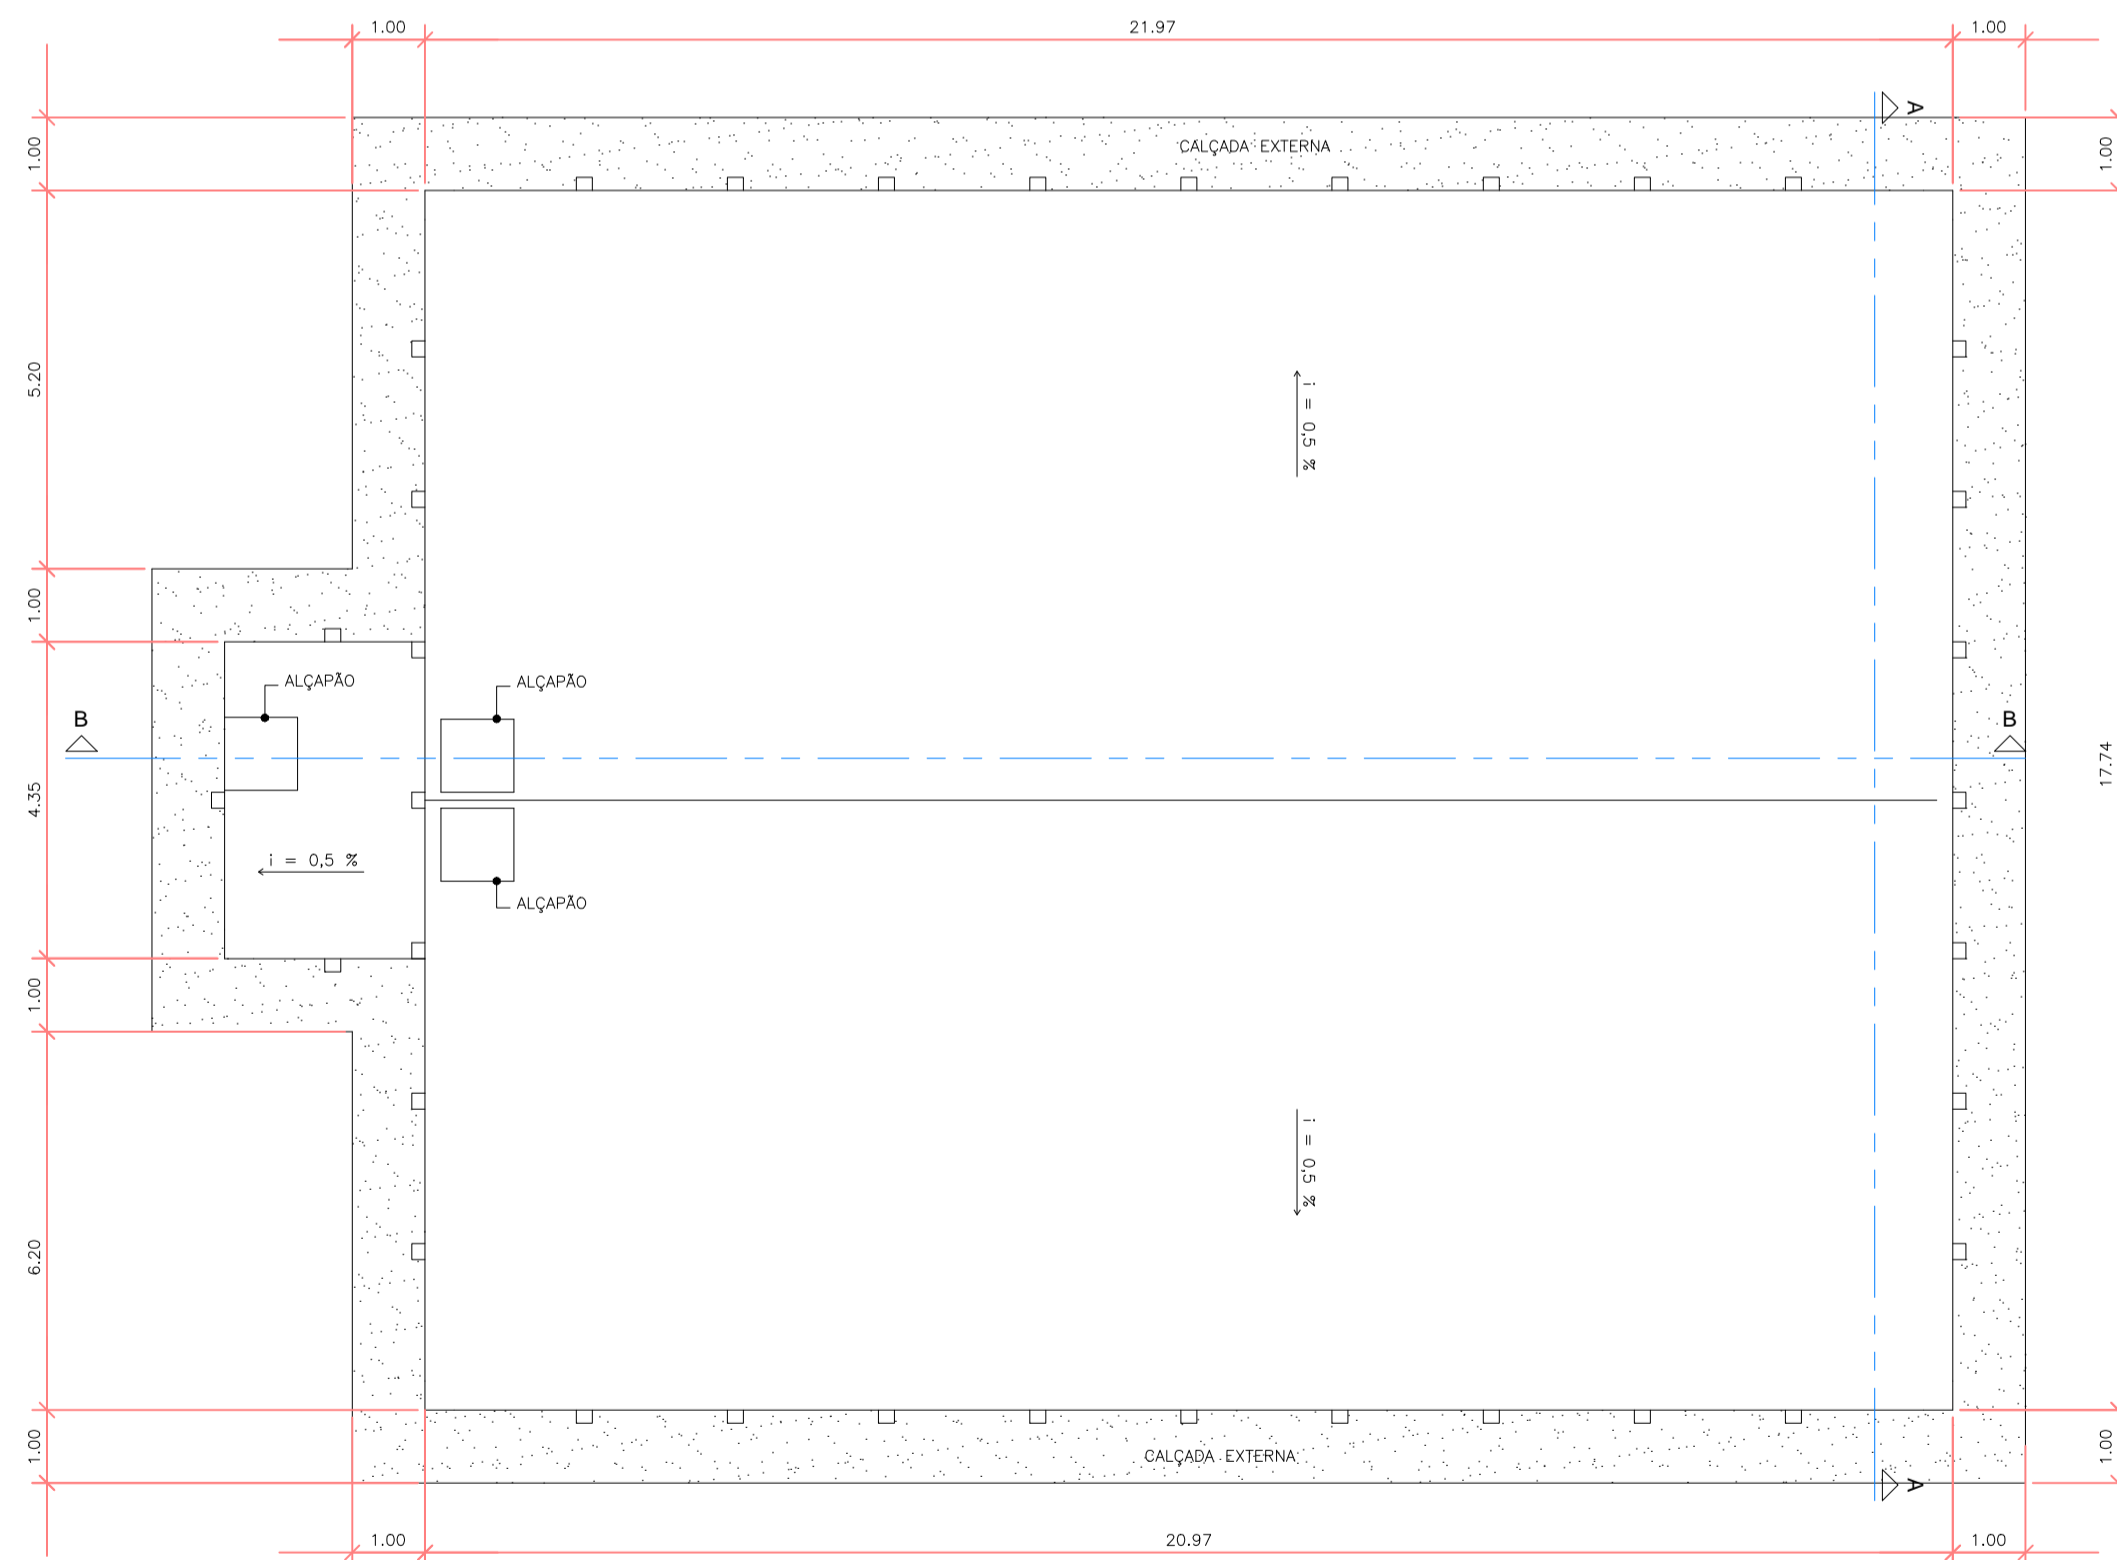 1.00
21.97
1.00
A
1.00
CALÇADA EXTERNA
1.00
5.20
i = 0,5 %
1.00
ALÇAPÃO
ALÇAPÃO
B
B
17.74
4.35
i = 0,5 %
ALÇAPÃO
1.00
i = 0,5 %
6.20
1.00
CALÇADA EXTERNA
1.00
A
1.00
20.97
1.00